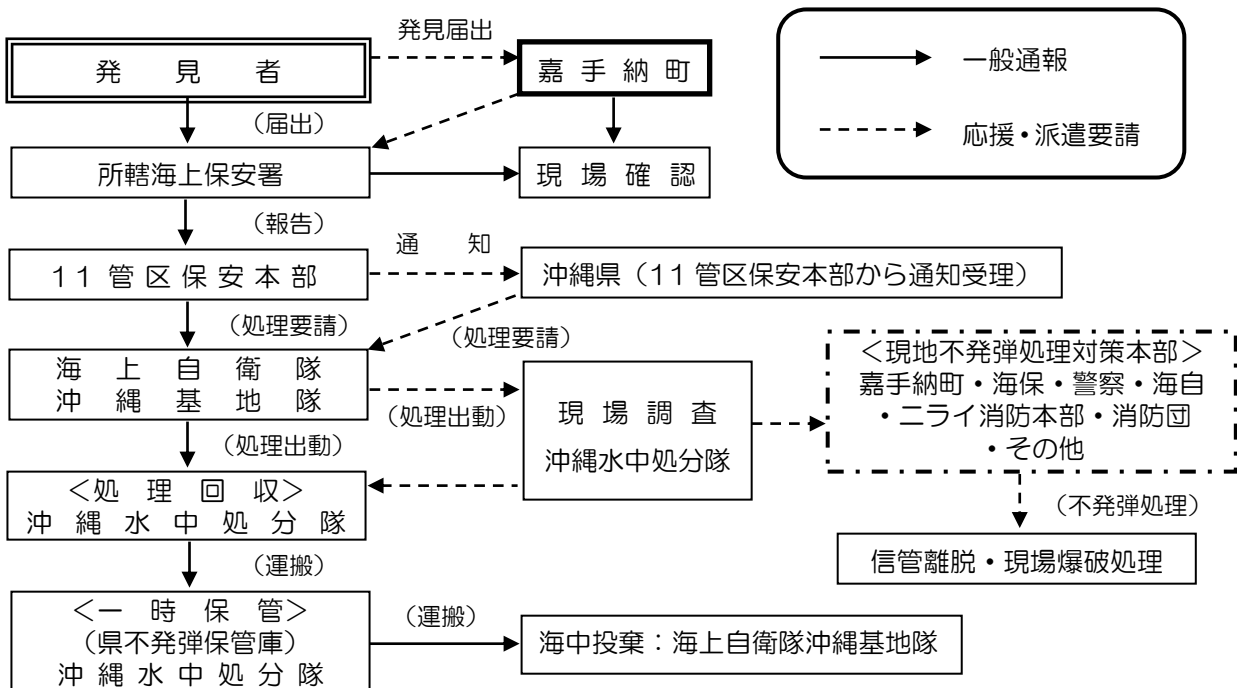 発見届出
発見者
嘉手納町
一般通報
応援・派遣要請
（届出）
所轄海上保安署
現場確認
（報告）
通知
11管区保安本部
沖縄県（11管区保安本部から通知受理）
（処理要請）
（処理要請）
海上自衛隊
沖縄基地隊
（処理出動）
現場調査
沖縄水中処分隊
＜現地不発弾処理対策本部＞
嘉手納町・海保・警察・海自
・ニライ消防本部・消防団
・その他
（処理出動）
＜処理回収＞
沖縄水中処分隊
（不発弾処理）
信管離脱・現場爆破処理
（運搬）
＜一時保管＞
（県不発弾保管庫）
沖縄水中処分隊
（運搬）
海中投棄：海上自衛隊沖縄基地隊